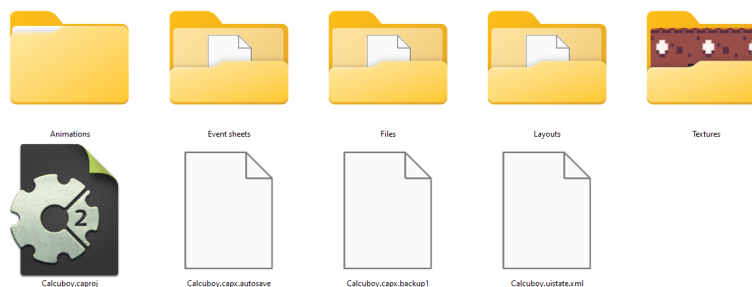 Animations
Event sheets
Files
Layouts
Textures
2
Calcuboy.caproj
Calcuboy.capx.autosave
Calcuboy.capx.backup1
Calcuboy.uistate.xml